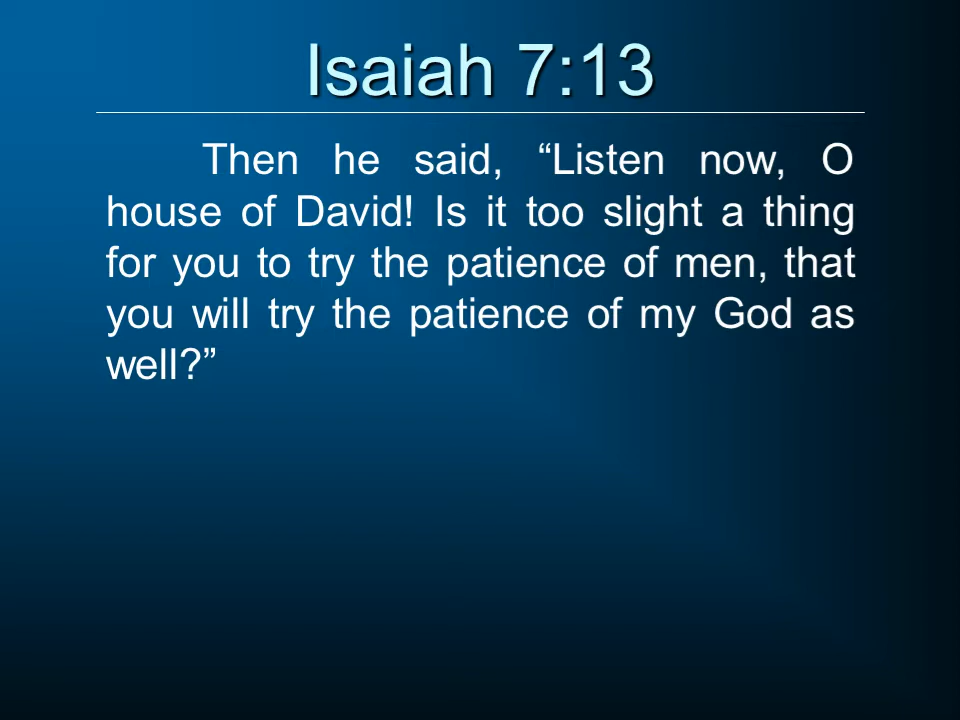 Isaiah 7:13
Then he said, “Listen now, O
house of David! Is it too slight a thing
for you to try the patience of men, that
you will try the patience of my God as
well?”